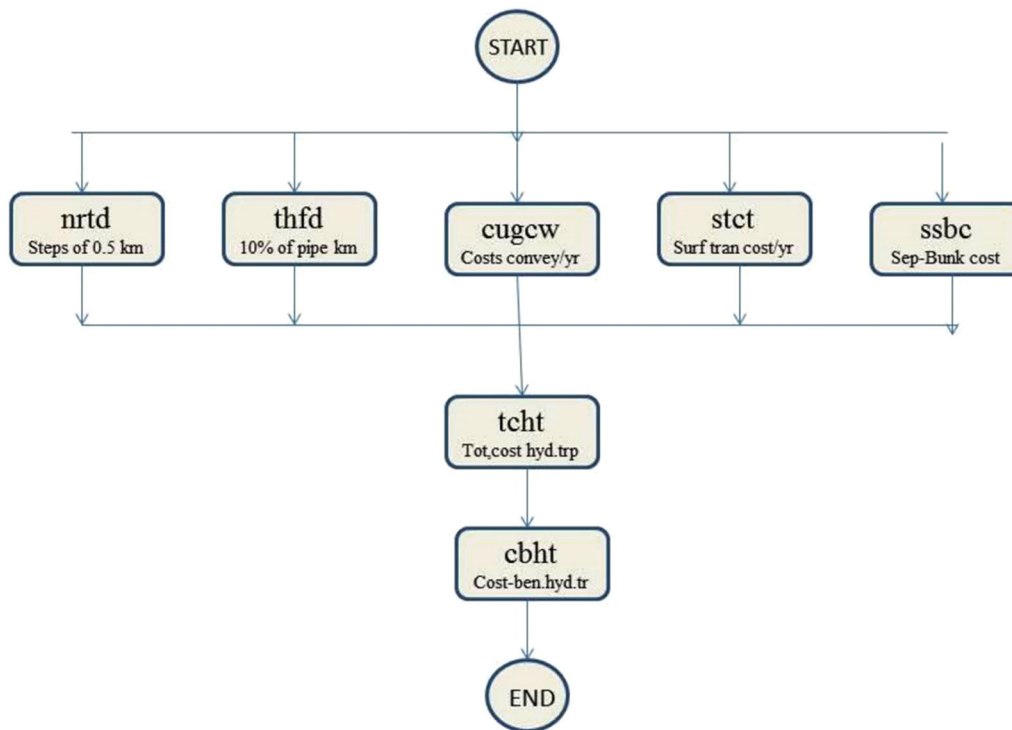 START
nrtd
Steps of 0.5 km
thfd
10% of pipe km
cugcw
Costs convey/yr
stct
Surf tran cost/yr
ssbc
Sep-Bunk cost
tcht
Tot,cost hyd.trp
cbht
Cost-ben.hyd.tr
END